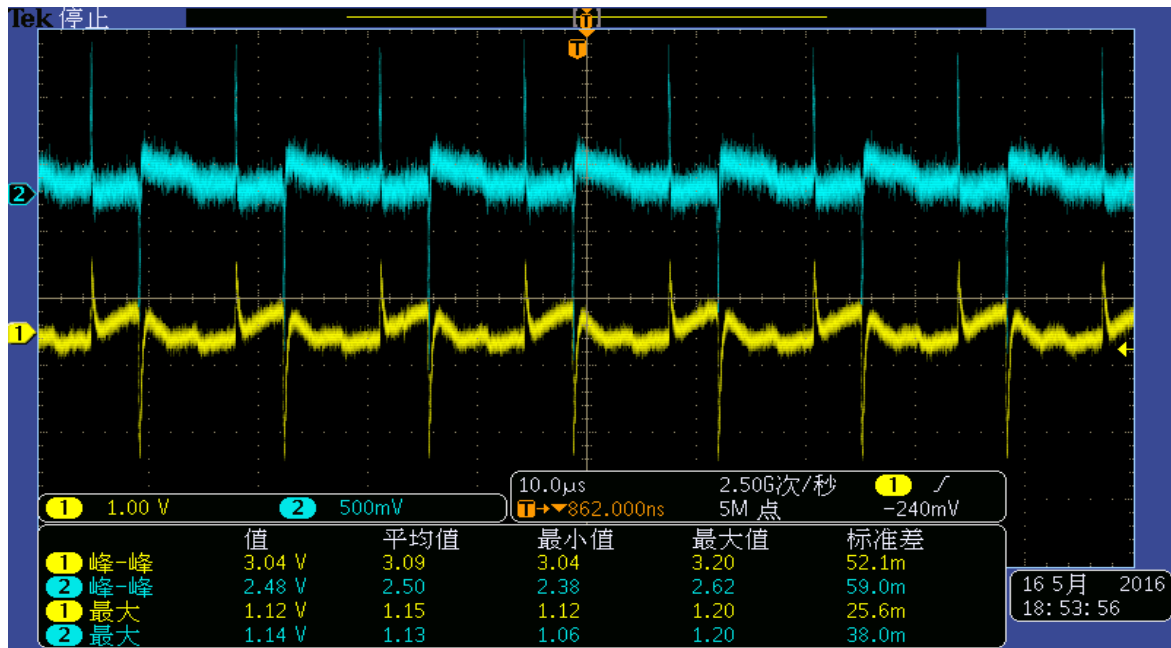 Tek 停止
T
T
2
1
1 1.00 V 2 500mV
10.0μs 2.50G次/秒 1
T→▼862.000ns 5M 点 -240mV
值 平均值 最小值 最大值 标准差
1 峰-峰 3.04 V 3.09 3.04 3.20 52.1m
2 峰-峰 2.48 V 2.50 2.38 2.62 59.0m
1 最大 1.12 V 1.15 1.12 1.20 25.6m
2 最大 1.14 V 1.13 1.06 1.20 38.0m
16 5月 2016
18:53:56